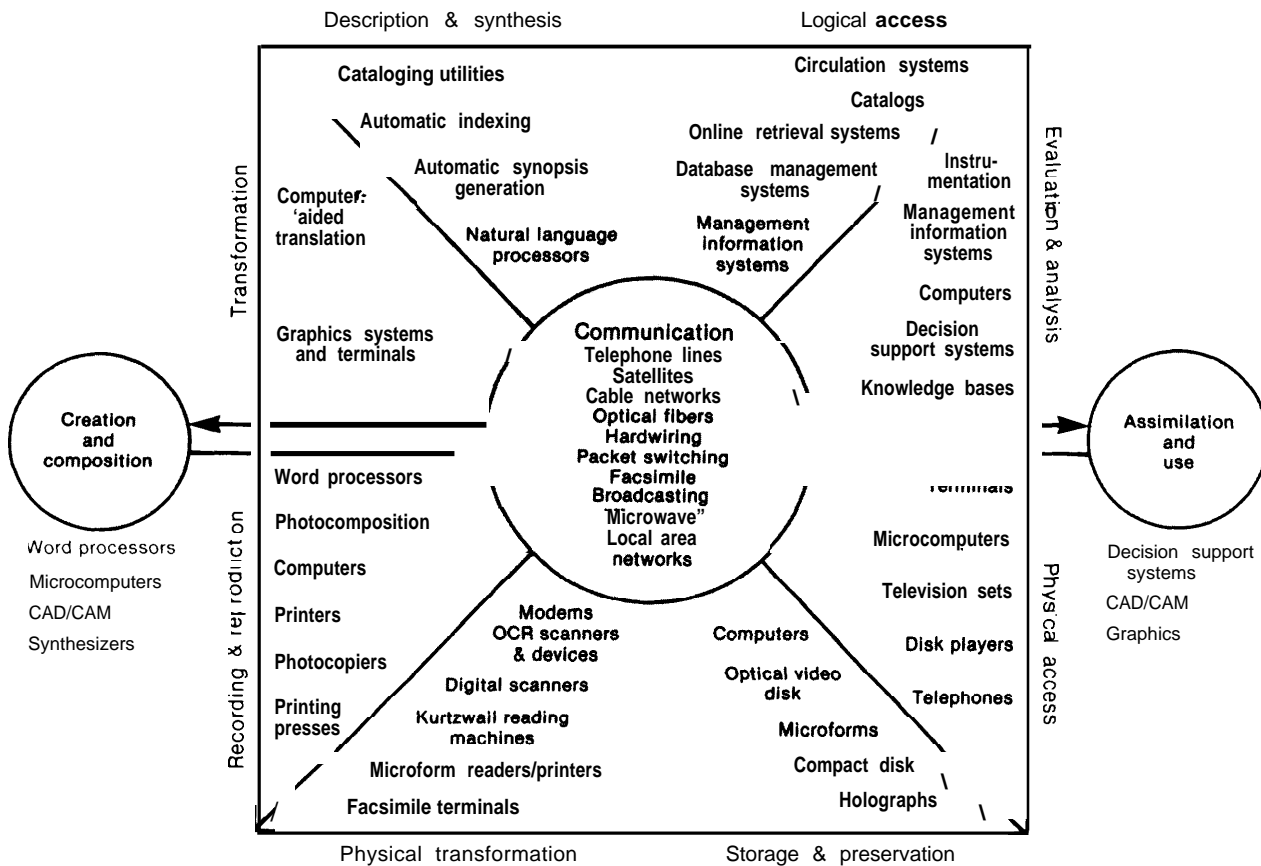 Description & synthesis
Logical access
Cataloging utilities
Automatic indexing
Automatic synopsis
generation
Natural language
processors
Circulation systems
Catalogs
Online retrieval systems
Database management
systems
Management
information
systems
Transformation
Computer-
'aided
translation
Graphics systems
and terminals
Evaluation & analysis
Instru-
mentation
Management
information
systems
Computers
Decision
support systems
Knowledge bases
Communication
Telephone lines
Satellites
Cable networks
Optical fibers
Hardwiring
Packet switching
Facsimile
Broadcasting
"Microwave"
Local area
networks
Creation
and
composition
Word processors
Microcomputers
CAD/CAM
Synthesizers
Assimilation
and
use
Decision support
systems
CAD/CAM
Graphics
Recording & reproduction
Word processors
Photocomposition
Computers
Printers
Photocopiers
Printing
presses
Modems
OCR scanners
& devices
Digital scanners
Kurtzwall reading
machines
Microform readers/printers
Facsimile terminals
Computers
Optical video
disk
Microforms
Compact disk
Holographs
Physical access
Terminals
Microcomputers
Television sets
Disk players
Telephones
Physical transformation
Storage & preservation